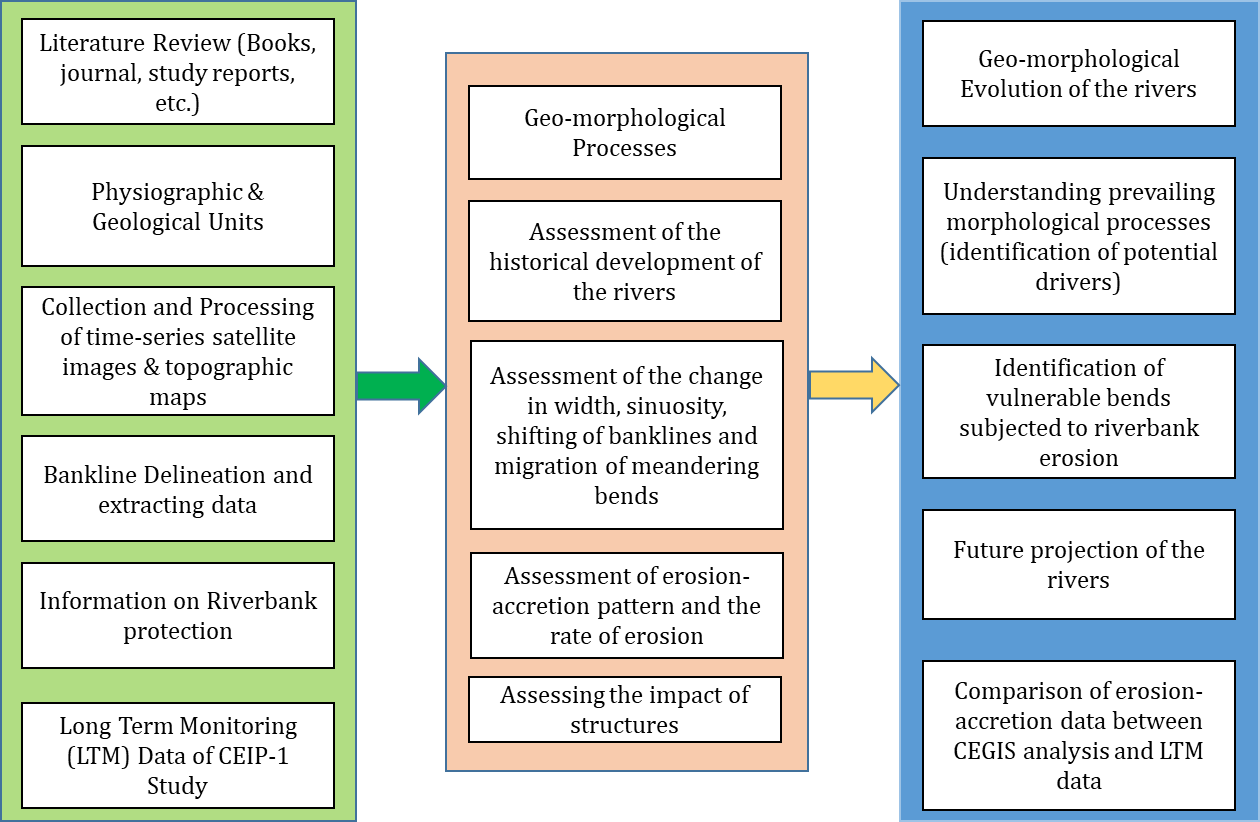 Literature Review (Books,
journal, study reports,
etc.)
Physiographic &
Geological Units
Collection and Processing
of time-series satellite
images & topographic
maps
Bankline Delineation and
extracting data
Information on Riverbank
protection
Long Term Monitoring
(LTM) Data of CEIP-1
Study
Geo-morphological
Processes
Assessment of the
historical development of
the rivers
Assessment of the change
in width, sinuosity,
shifting of banklines and
migration of meandering
bends
Assessment of erosion-
accretion pattern and the
rate of erosion
Assessing the impact of
structures
Geo-morphological
Evolution of the rivers
Understanding prevailing
morphological processes
(identification of potential
drivers)
Identification of
vulnerable bends
subjected to riverbank
erosion
Future projection of the
rivers
Comparison of erosion-
accretion data between
CEGIS analysis and LTM
data